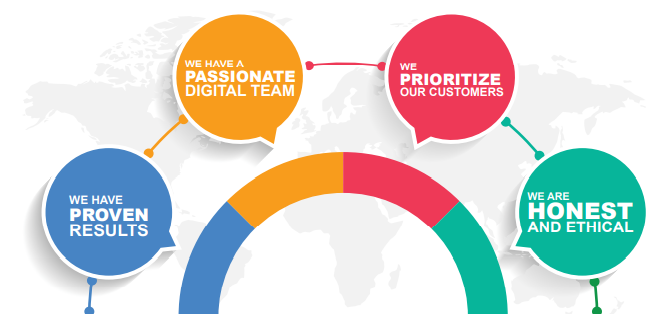 WE HAVE A
PASSIONATE
DIGITAL TEAM
WE
PRIORITIZE
OUR CUSTOMERS
WE HAVE
PROVEN
RESULTS
WE ARE
HONEST
AND ETHICAL